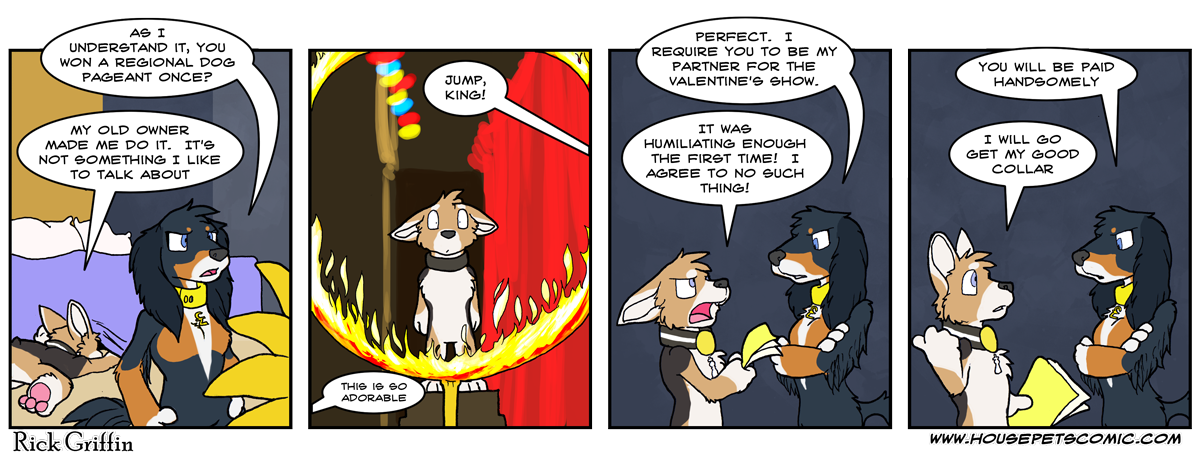 AS I
UNDERSTAND IT, YOU
WON A REGIONAL DOG
PAGEANT ONCE?
MY OLD OWNER
MADE ME DO IT. IT'S
NOT SOMETHING I LIKE
TO TALK ABOUT
JUMP,
KING!
THIS IS SO
ADORABLE
PERFECT. I
REQUIRE YOU TO BE MY
PARTNER FOR THE
VALENTINE'S SHOW.
IT WAS
HUMILIATING ENOUGH
THE FIRST TIME! I
AGREE TO NO SUCH
THING!
YOU WILL BE PAID
HANDSOMELY
I WILL GO
GET MY GOOD
COLLAR
Rick Griffin
WWW.HOUSEPETSCOMIC.COM